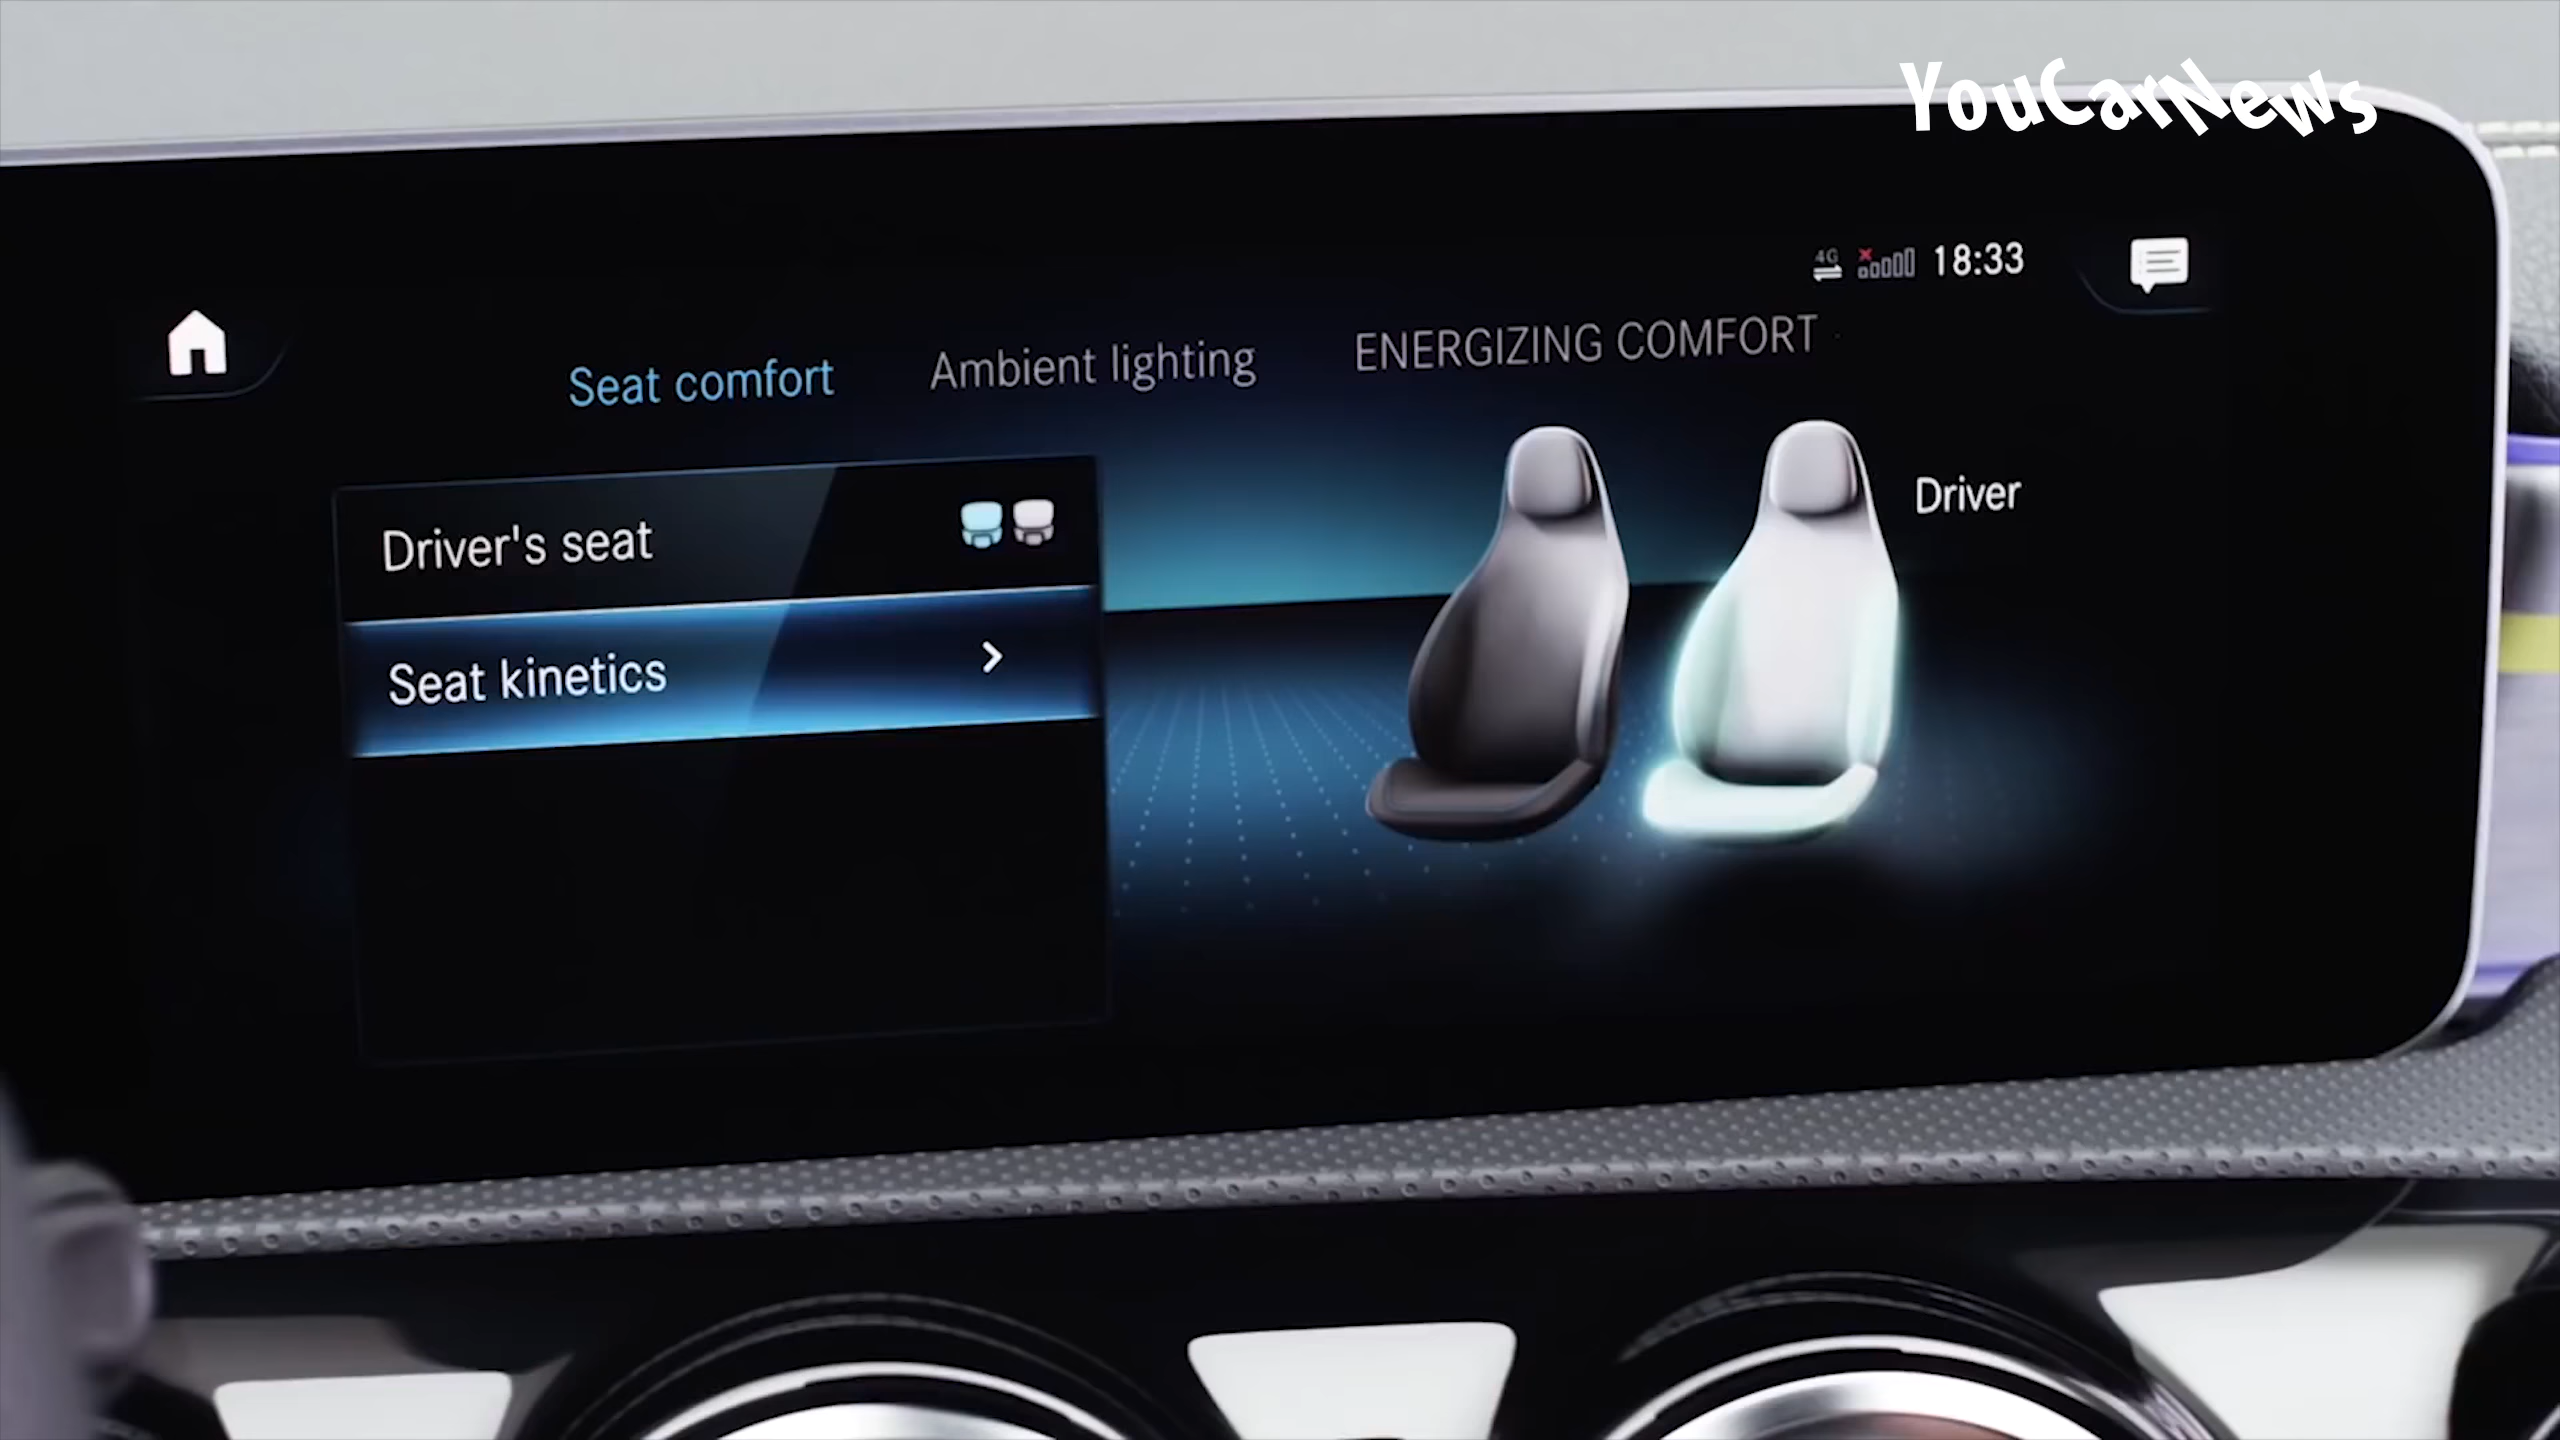 YouCarNews
4G 18:33
Seat comfort Ambient lighting ENERGIZING COMFORT
Driver's seat
Driver
Seat kinetics